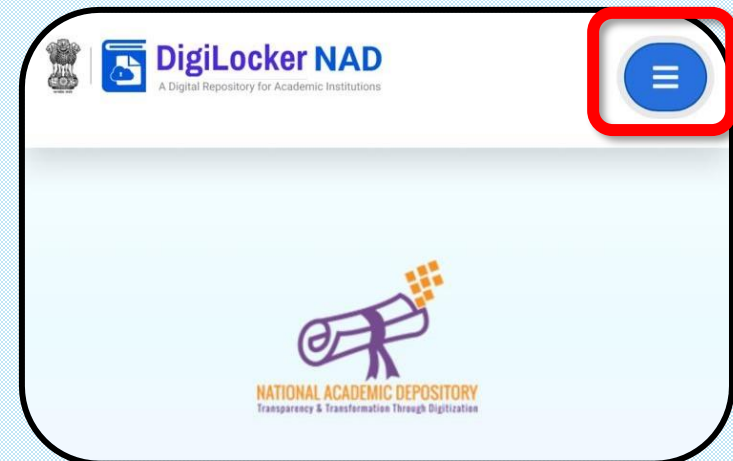 DigiLocker NAD
A Digital Repository for Academic Institutions
NATIONAL ACADEMIC DEPOSITORY
Transparency & Transformation Through Digitization